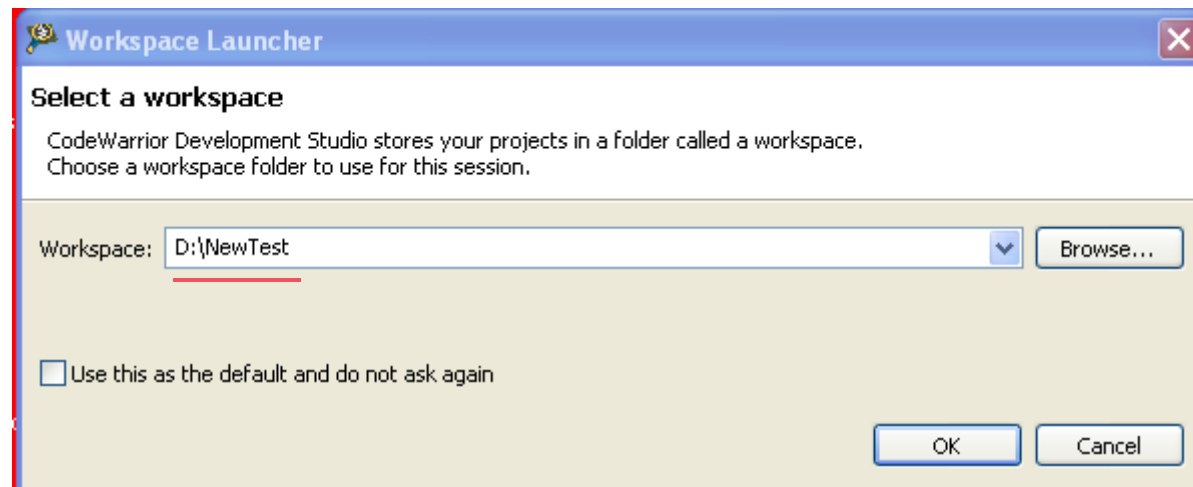 Workspace Launcher
Select a workspace
CodeWarrior Development Studio stores your projects in a folder called a workspace.
Choose a workspace folder to use for this session.
Workspace: D:\NewTest Browse...
Use this as the default and do not ask again
OK Cancel